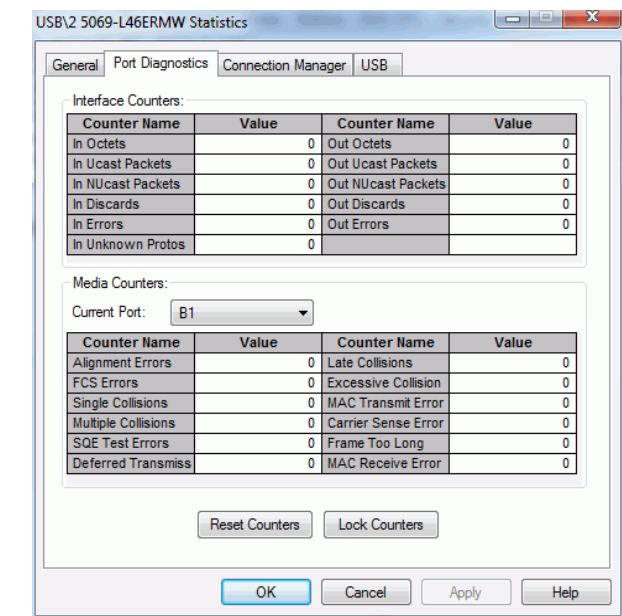 USB\2 5069-L46ERMW Statistics
General Port Diagnostics Connection Manager USB
Interface Counters:
Counter Name Value Counter Name Value
In Octets 0 Out Octets 0
In Ucast Packets 0 Out Ucast Packets 0
In NUcast Packets 0 Out NUcast Packets 0
In Discards 0 Out Discards 0
In Errors 0 Out Errors 0
In Unknown Protos 0
Media Counters:
Current Port: B1
Counter Name Value Counter Name Value
Alignment Errors 0 Late Collisions 0
FCS Errors 0 Excessive Collision 0
Single Collisions 0 MAC Transmit Error 0
Multiple Collisions 0 Carrier Sense Error 0
SQE Test Errors 0 Frame Too Long 0
Deferred Transmiss 0 MAC Receive Error 0
Reset Counters Lock Counters
OK Cancel Apply Help